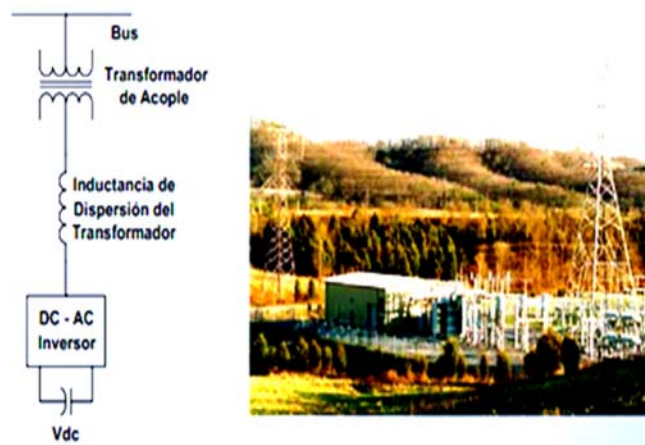 Bus
Transformador
de Acople
Inductancia de
Dispersión del
Transformador
DC - AC
Inversor
Vdc